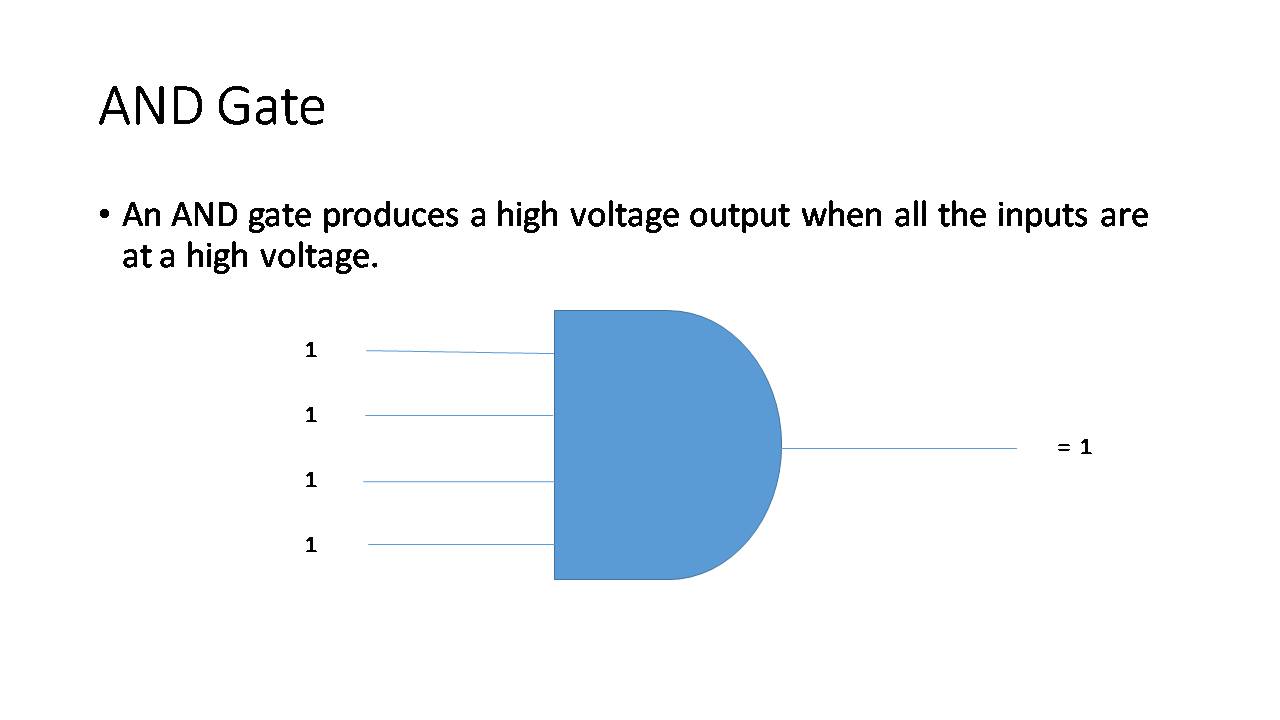 AND Gate
• An AND gate produces a high voltage output when all the inputs are
at a high voltage.
1
1
1
= 1
1